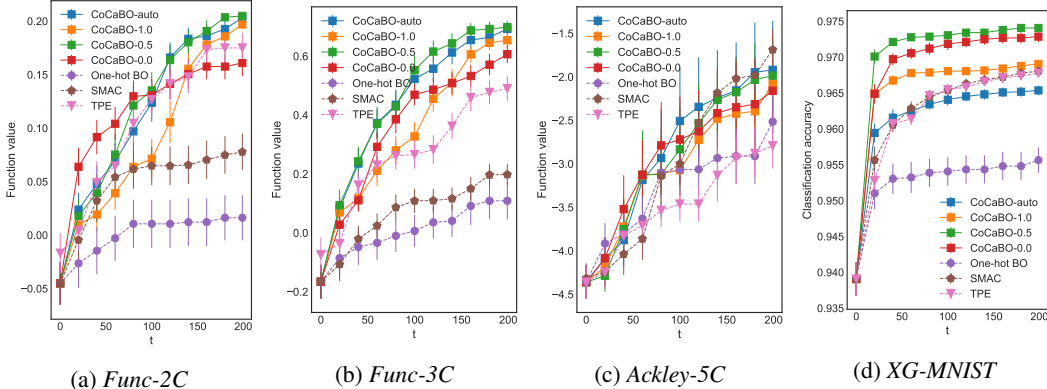 CoCaBO-auto
CoCaBO-1.0
CoCaBO-0.5
CoCaBO-0.0
One-hot BO
SMAC
TPE
Function value
0.20
0.15
0.10
0.05
0.00
−0.05
0 50 100 150 200
t
(a) Func-2C
CoCaBO-auto
CoCaBO-1.0
CoCaBO-0.5
CoCaBO-0.0
One-hot BO
SMAC
TPE
Function value
0.6
0.4
0.2
0.0
−0.2
0 50 100 150 200
t
(b) Func-3C
CoCaBO-auto
CoCaBO-1.0
CoCaBO-0.5
CoCaBO-0.0
One-hot BO
SMAC
TPE
Function value
−1.5
−2.0
−2.5
−3.0
−3.5
−4.0
−4.5
0 50 100 150 200
t
(c) Ackley-5C
Classification accuracy
0.975
0.970
0.965
0.960
0.955
0.950
0.945
0.940
0.935
CoCaBO-auto
CoCaBO-1.0
CoCaBO-0.5
CoCaBO-0.0
One-hot BO
SMAC
TPE
0 50 100 150 200
t
(d) XG-MNIST